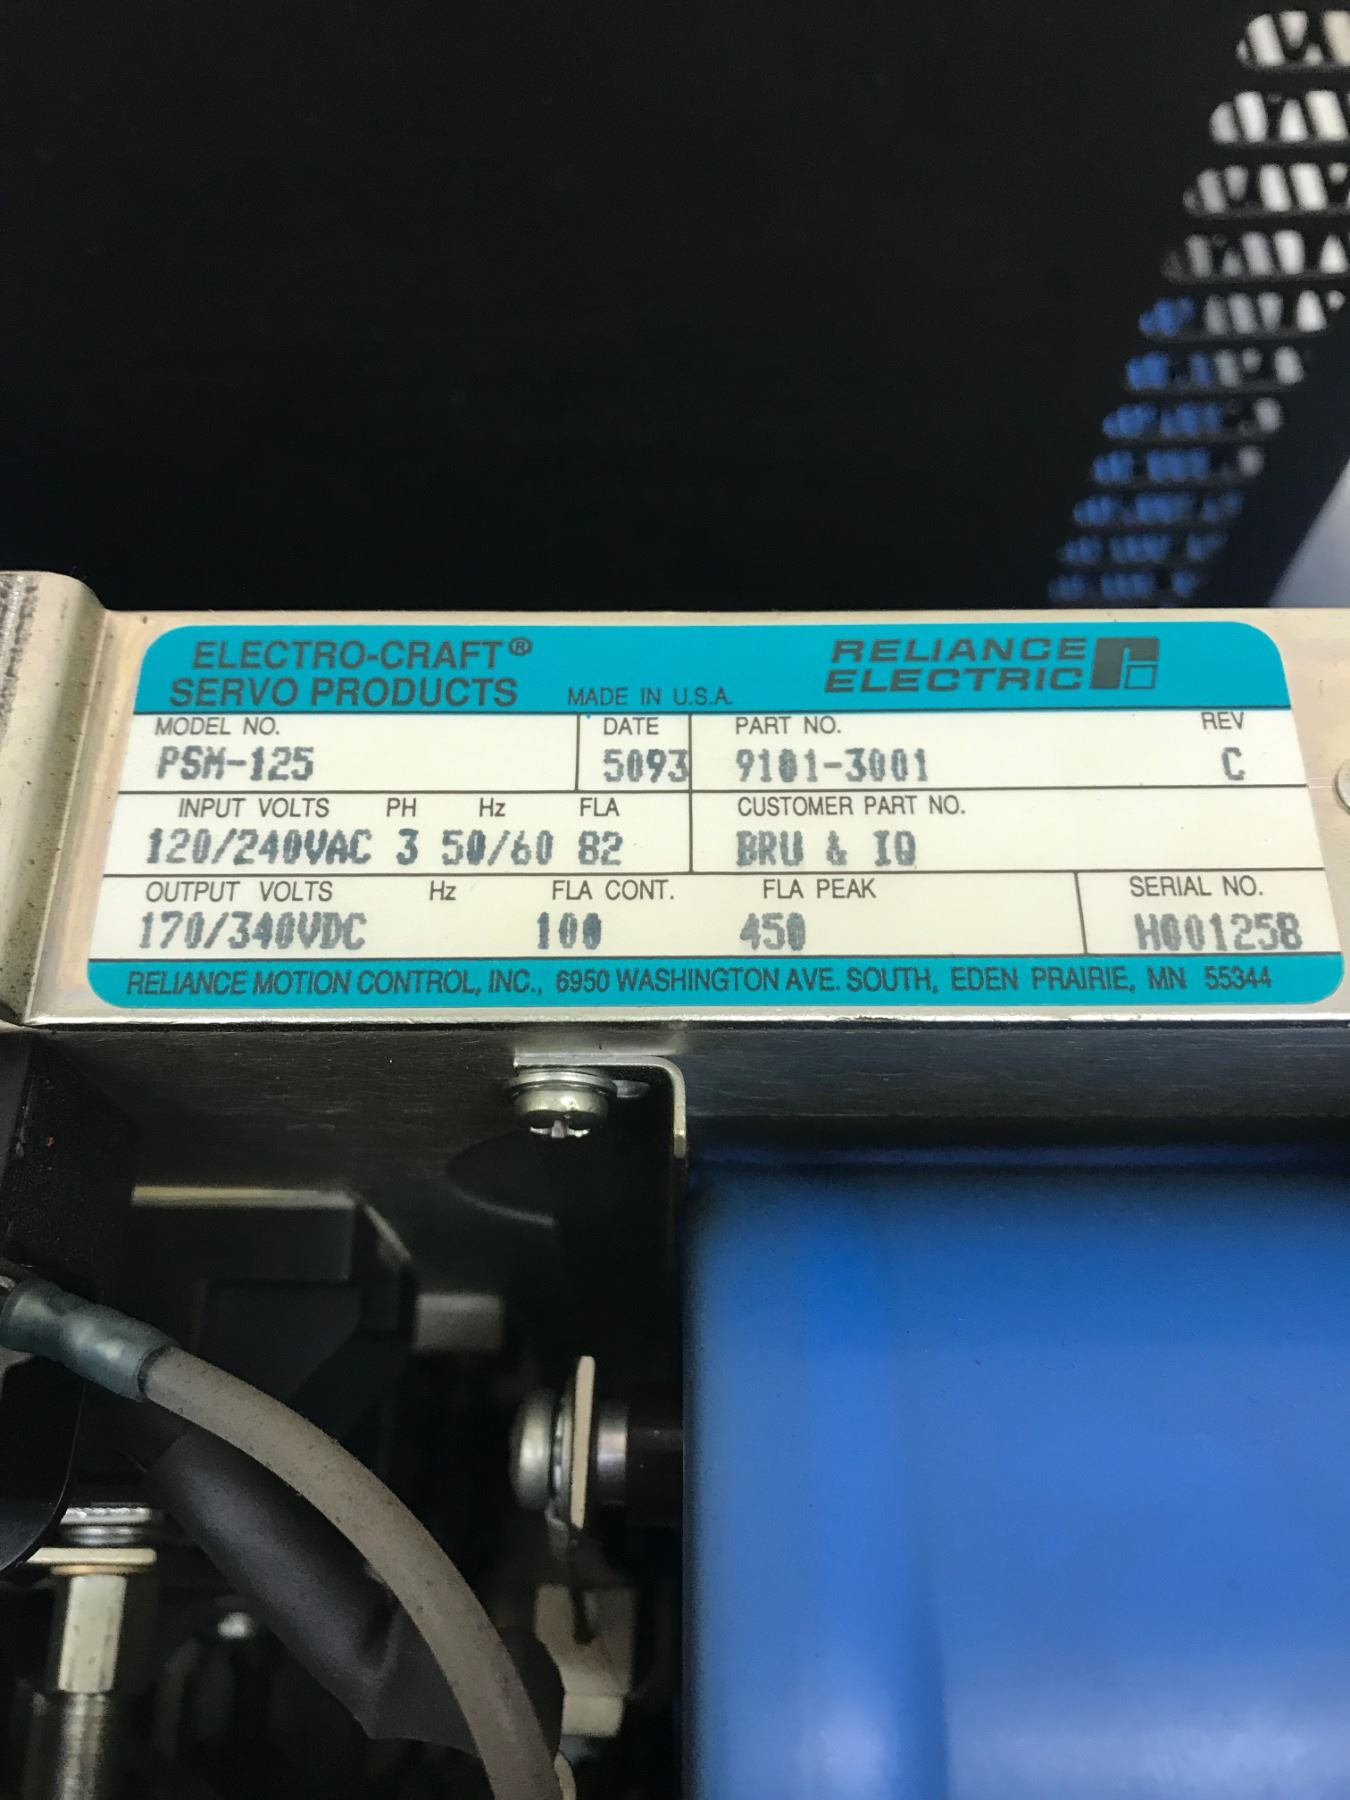 ELECTRO-CRAFT®
SERVO PRODUCTS
MADE IN U.S.A.
RELIANCE
ELECTRIC
MODEL NO. DATE PART NO. REV
PSM-125 5093 9101-3001 C
INPUT VOLTS PH Hz FLA CUSTOMER PART NO.
120/240VAC 3 50/60 82 BRU & IQ
OUTPUT VOLTS Hz FLA CONT. FLA PEAK SERIAL NO.
170/340VDC 100 450 H001258
RELIANCE MOTION CONTROL, INC., 6950 WASHINGTON AVE. SOUTH, EDEN PRAIRIE, MN 55344